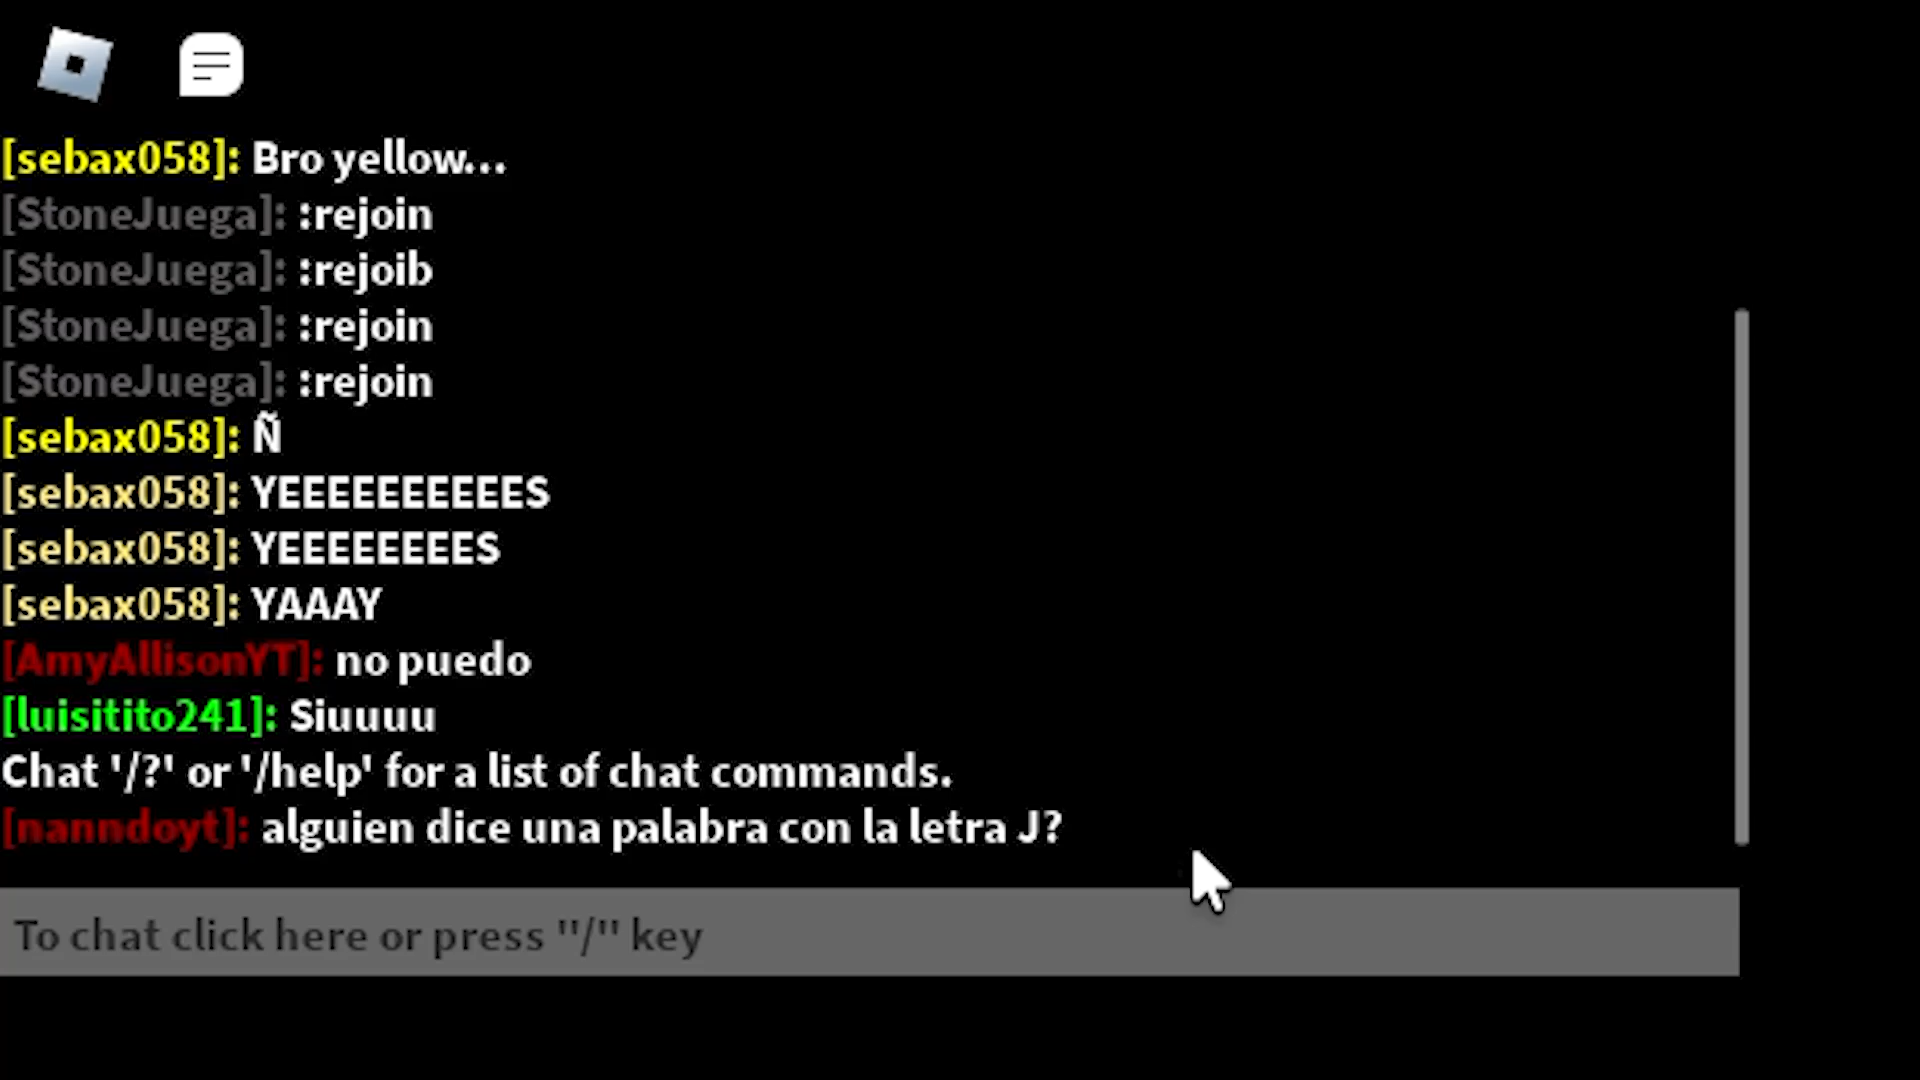 [sebax058]: Bro yellow...
[StoneJuega]: :rejoin
[StoneJuega]: :rejoib
[StoneJuega]: :rejoin
[StoneJuega]: :rejoin
[sebax058]: Ñ
[sebax058]: YEEEEEEEEEEES
[sebax058]: YEEEEEEEEES
[sebax058]: YAAAY
[AmyAllisonYT]: no puedo
[luisitito241]: Siuuuu
Chat '/?' or '/help' for a list of chat commands.
[nanndoyt]: alguien dice una palabra con la letra J?
To chat click here or press "/" key